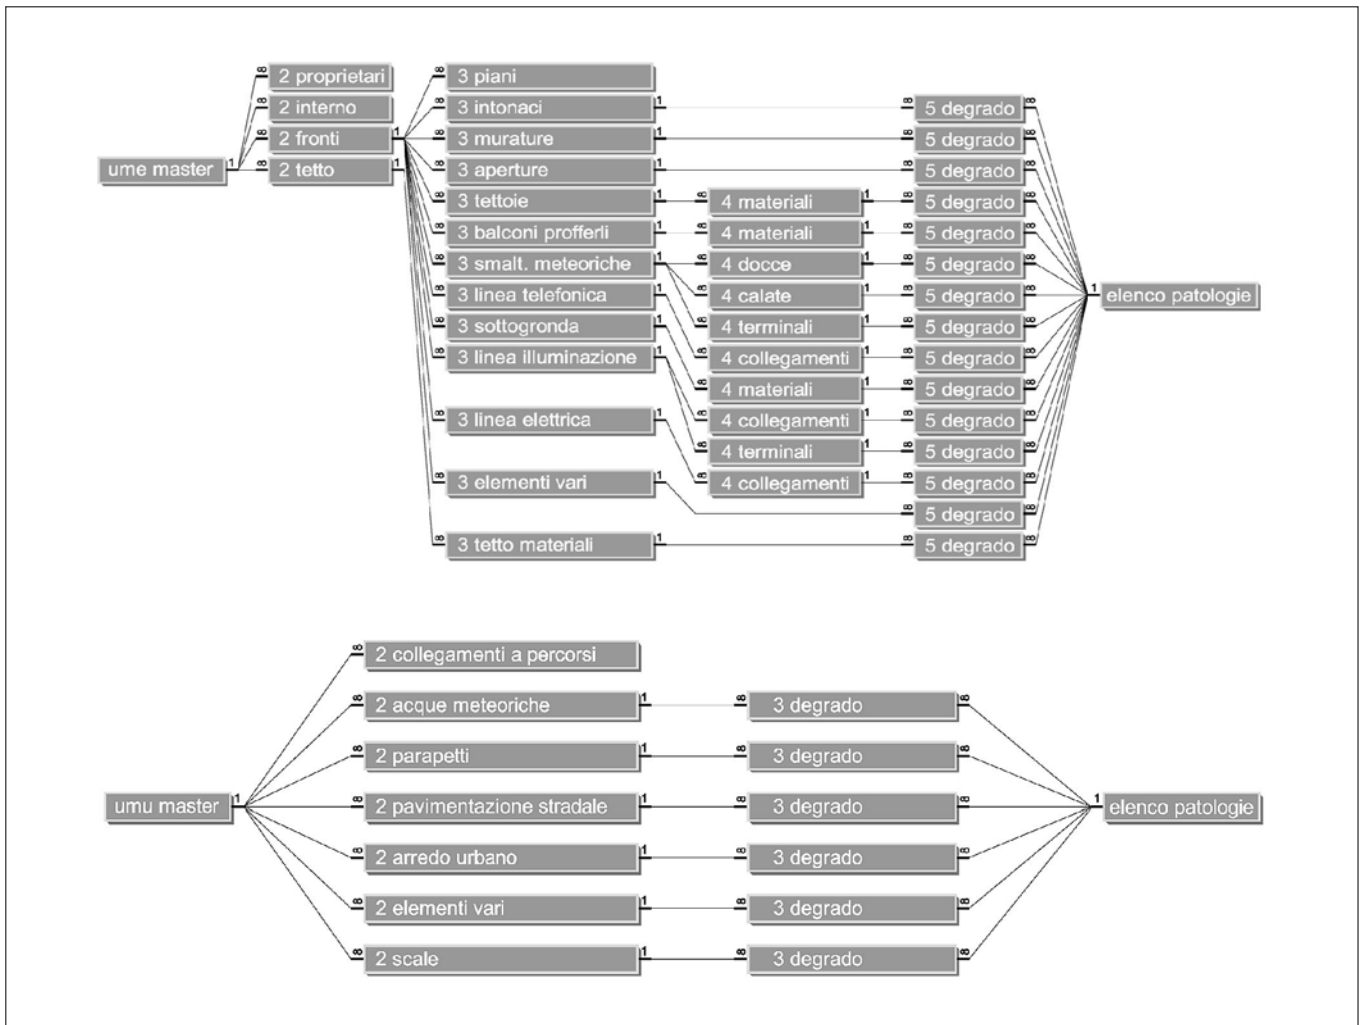 2 proprietari
3 piani
2 interno
3 intonaci
5 degrado
2 fronti
3 murature
5 degrado
ume master
2 tetto
3 aperture
5 degrado
3 tettoie
4 materiali
5 degrado
3 balconi profferli
4 materiali
5 degrado
3 smalt. meteoriche
4 docce
5 degrado
3 linea telefonica
4 calate
5 degrado
elenco patologie
3 sottogronda
4 terminali
5 degrado
3 linea illuminazione
4 collegamenti
5 degrado
4 materiali
5 degrado
3 linea elettrica
4 collegamenti
5 degrado
4 terminali
5 degrado
3 elementi vari
4 collegamenti
5 degrado
5 degrado
3 tetto materiali
5 degrado
2 collegamenti a percorsi
2 acque meteoriche
3 degrado
2 parapetti
3 degrado
umu master
2 pavimentazione stradale
3 degrado
elenco patologie
2 arredo urbano
3 degrado
2 elementi vari
3 degrado
2 scale
3 degrado